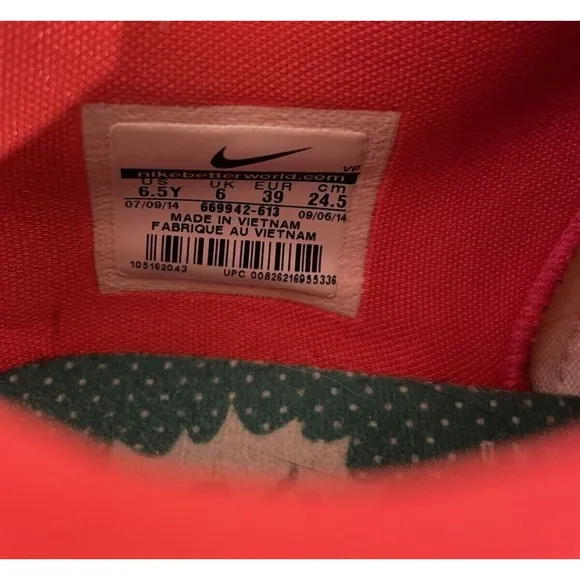 VP
nikebetterworld.com
US UK EUR cm
6.5Y 6 39 24.5
07/09/14 669942-613 09/06/14
MADE IN VIETNAM
FABRIQUE AU VIETNAM
105162043 UPC 00826216955336